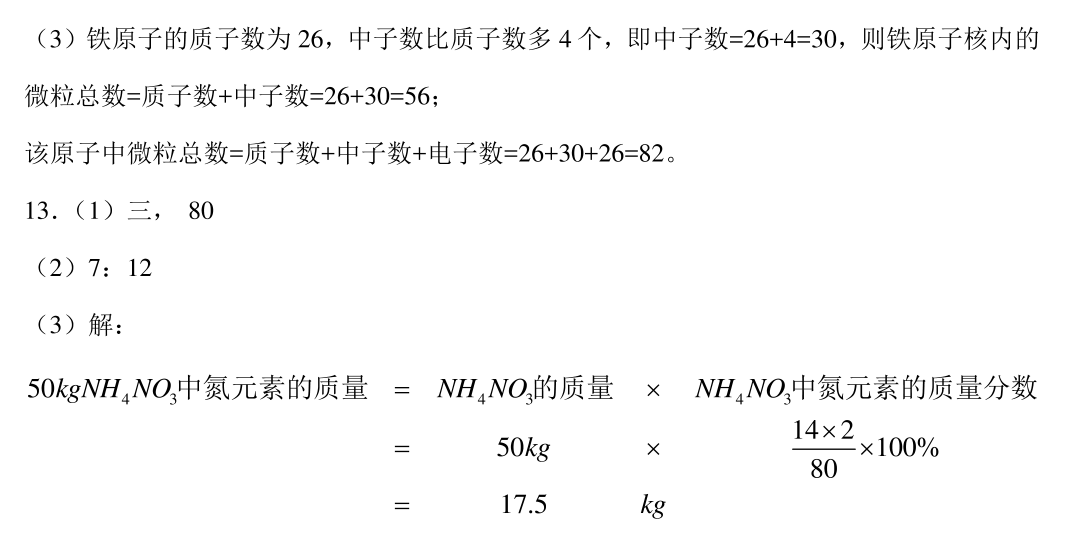 （3）铁原子的质子数为 26，中子数比质子数多 4 个，即中子数=26+4=30，则铁原子核内的
微粒总数=质子数+中子数=26+30=56；
该原子中微粒总数=质子数+中子数+电子数=26+30+26=82。
13.（1）三， 80
（2）7：12
（3）解：
50kgNH₄NO₃中氮元素的质量 = NH₄NO₃的质量 × NH₄NO₃中氮元素的质量分数
= 50kg × \frac{14×2}{80}×100%
= 17.5 kg